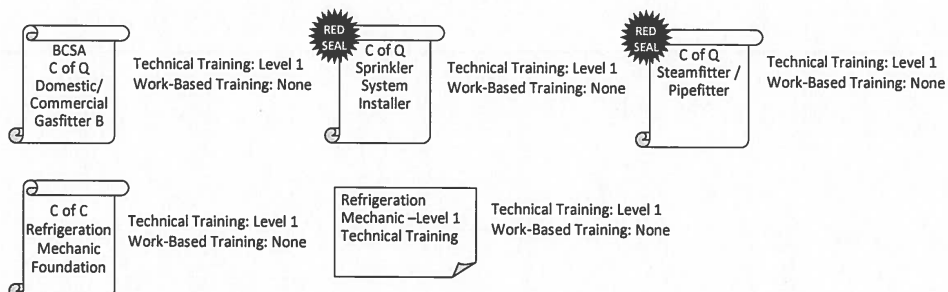 BCSA
C of Q
Domestic/
Commercial
Gasfitter B
Technical Training: Level 1
Work-Based Training: None
RED
SEAL
C of Q
Sprinkler
System
Installer
Technical Training: Level 1
Work-Based Training: None
RED
SEAL
C of Q
Steamfitter /
Pipefitter
Technical Training: Level 1
Work-Based Training: None
C of C
Refrigeration
Mechanic
Foundation
Technical Training: Level 1
Work-Based Training: None
Refrigeration
Mechanic –Level 1
Technical Training
Technical Training: Level 1
Work-Based Training: None